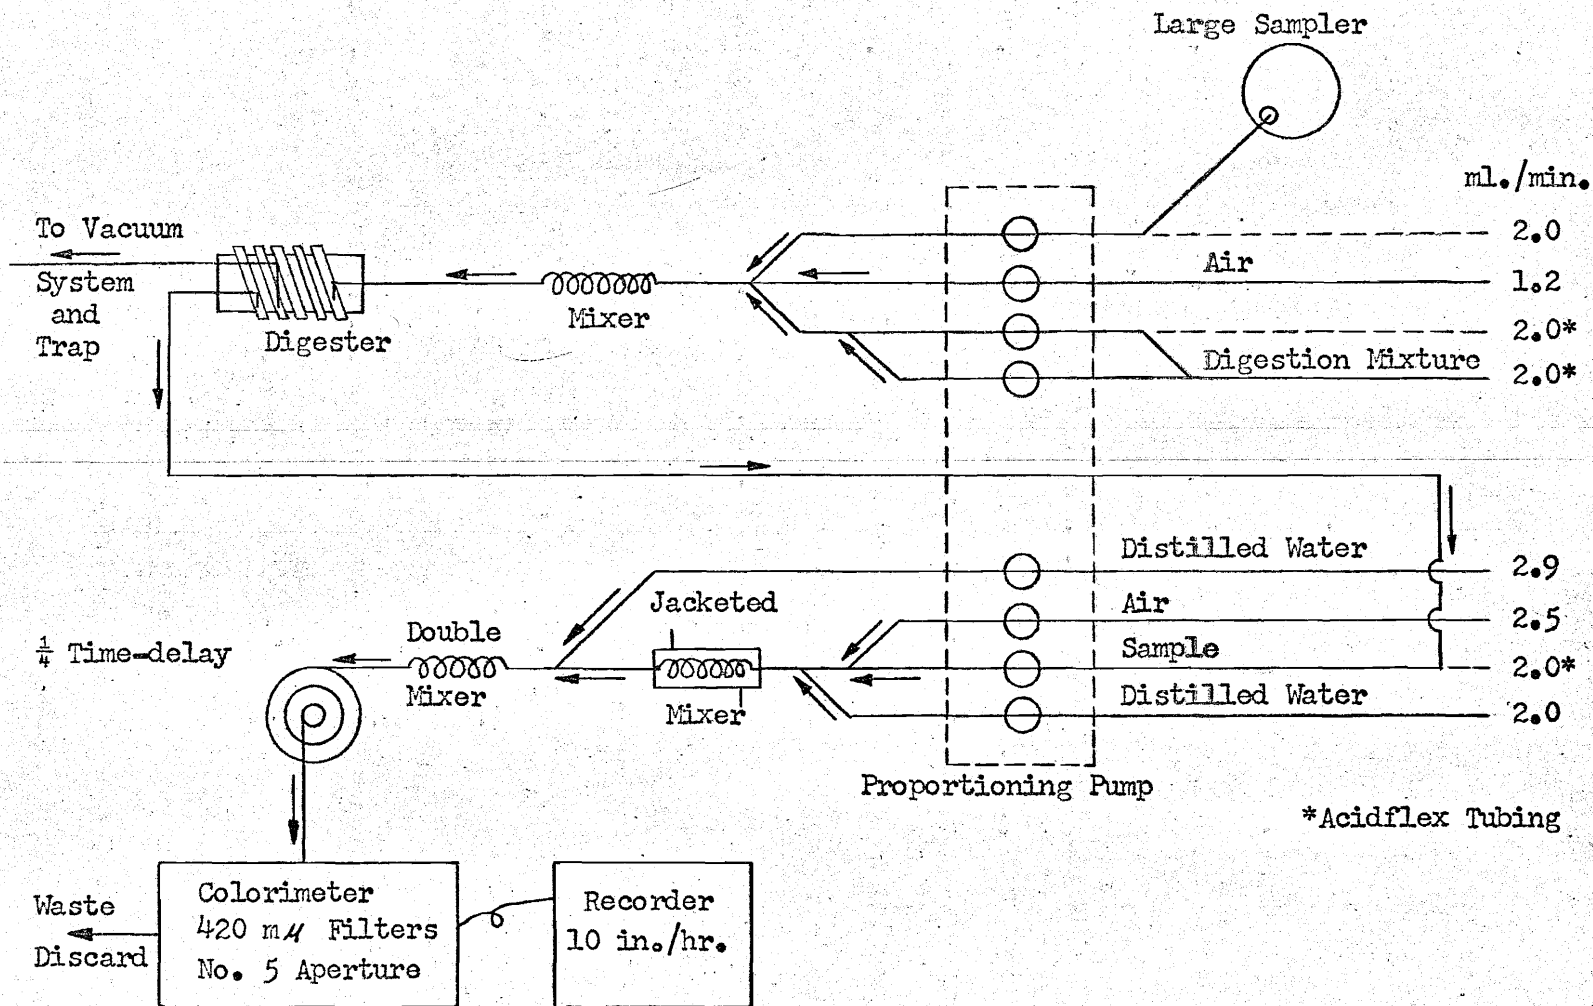 Large Sampler
ml./min.
To Vacuum
System
and
Trap
Digester
Mixer
2.0
Air
1.2
2.0*
Digestion Mixture
2.0*
Distilled Water
2.9
Air
2.5
Sample
2.0*
Distilled Water
2.0
Jacketed
Mixer
Double
Mixer
¼ Time-delay
Proportioning Pump
*Acidflex Tubing
Colorimeter
420 mμ Filters
No. 5 Aperture
Recorder
10 in./hr.
Waste
Discard